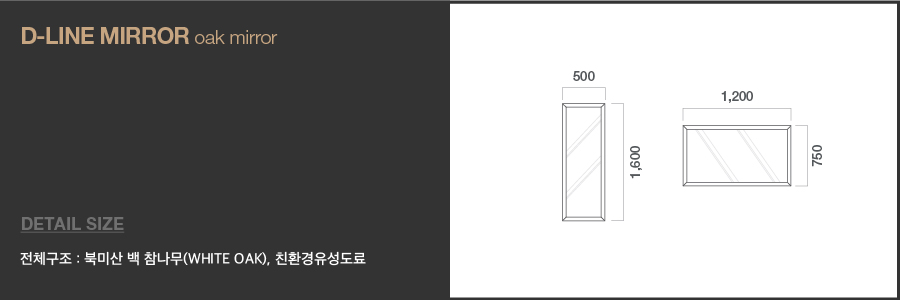 D-LINE MIRROR oak mirror
DETAIL SIZE
전체구조 : 북미산 백 참나무(WHITE OAK), 친환경유성도료
500
1,600
1,200
750